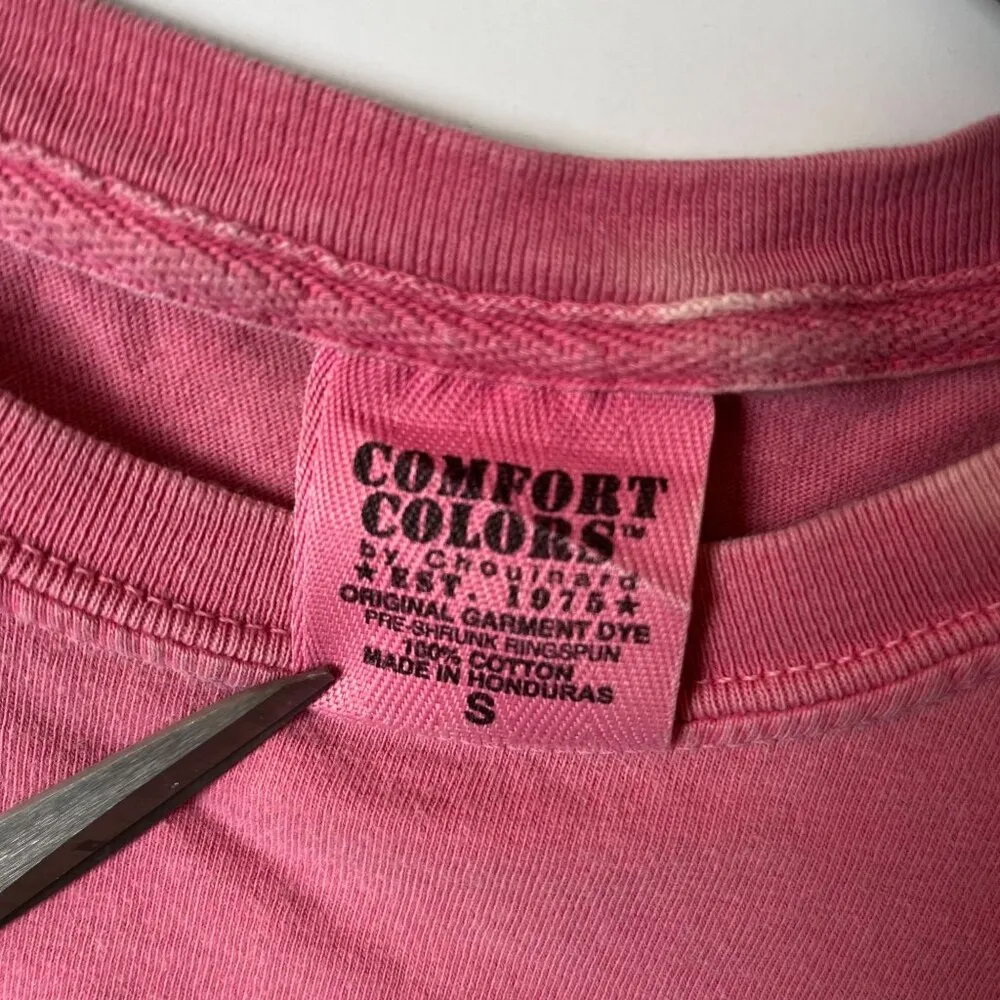 COMFORT
COLORS™
by Chouinard
★ EST. 1975 ★
ORIGINAL GARMENT DYE
PRE-SHRUNK RINGSPUN
100% COTTON
MADE IN HONDURAS
S